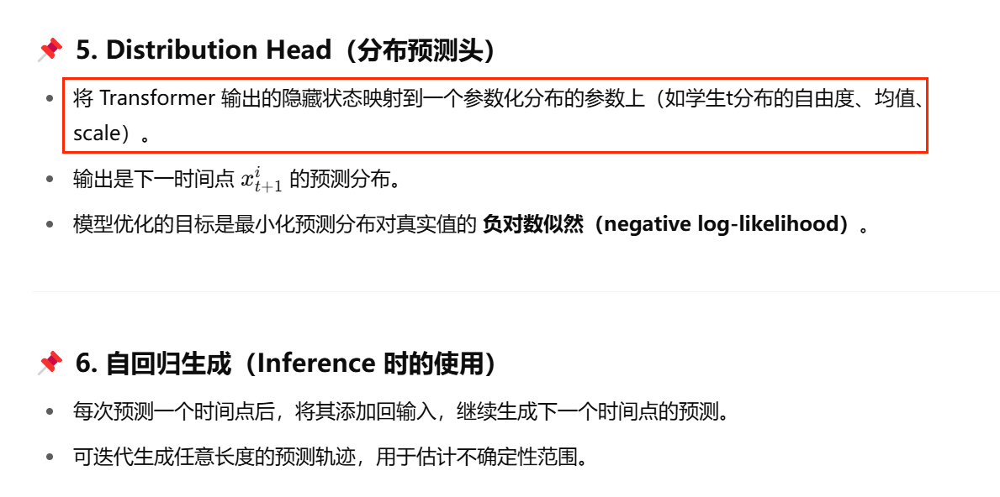 📌 5. Distribution Head（分布预测头）
• 将 Transformer 输出的隐藏状态映射到一个参数化分布的参数上（如学生t分布的自由度、均值、
scale）。
• 输出是下一时间点 $x_{t+1}^{i}$ 的预测分布。
• 模型优化的目标是最小化预测分布对真实值的 负对数似然（negative log-likelihood）。
📌 6. 自回归生成（Inference 时的使用）
• 每次预测一个时间点后，将其添加回输入，继续生成下一个时间点的预测。
• 可迭代生成任意长度的预测轨迹，用于估计不确定性范围。